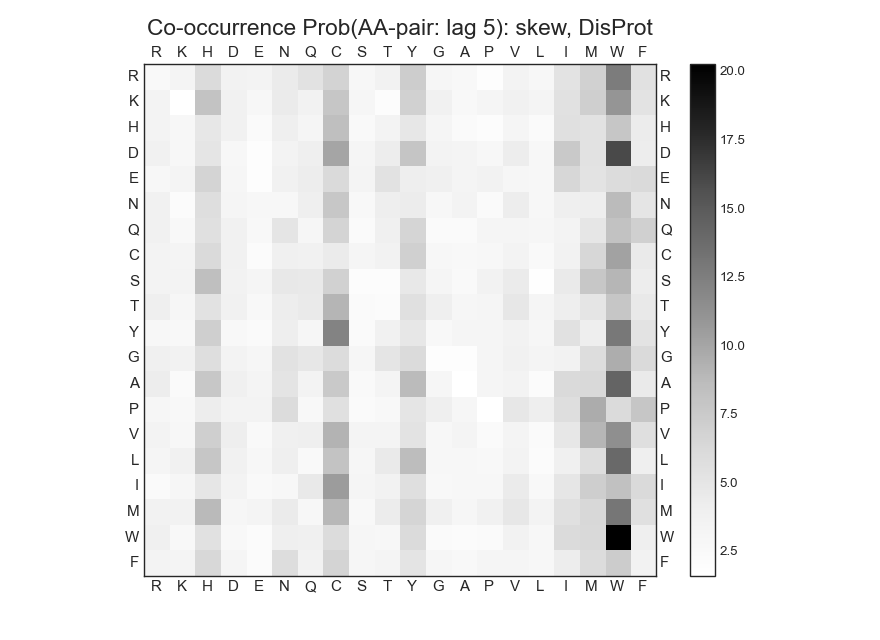 Co-occurrence Prob(AA-pair: lag 5): skew, DisProt
R K H D E N Q C S T Y G A P V L I M W F
R R 20.0
K K
H H 17.5
D D
E E 15.0
N N
Q Q
C C 12.5
S S
T T
Y Y 10.0
G G
A A
P P 7.5
V V
L L
I I 5.0
M M
W W 2.5
F F
R K H D E N Q C S T Y G A P V L I M W F